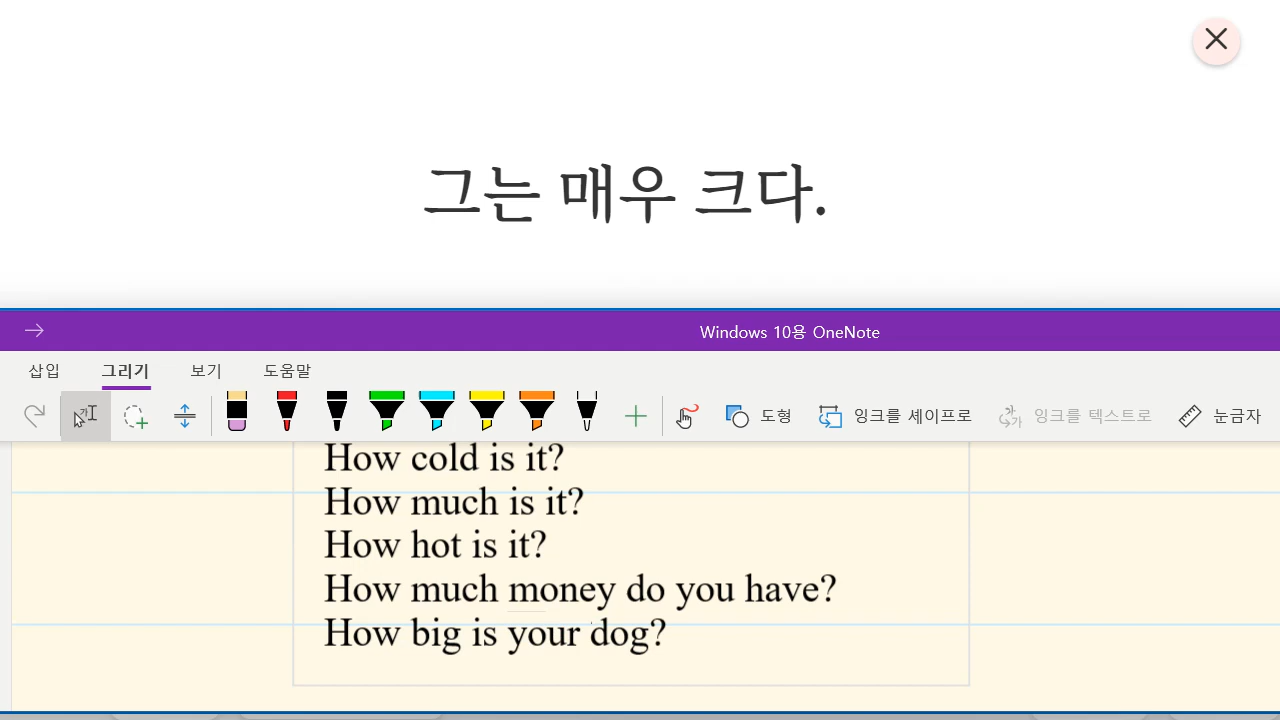 그는 매우 크다.
Windows 10용 OneNote
삽입 그리기 보기 도움말
도형 잉크를 셰이프로 잉크를 텍스트로 눈금자
How cold is it?
How much is it?
How hot is it?
How much money do you have?
How big is your dog?